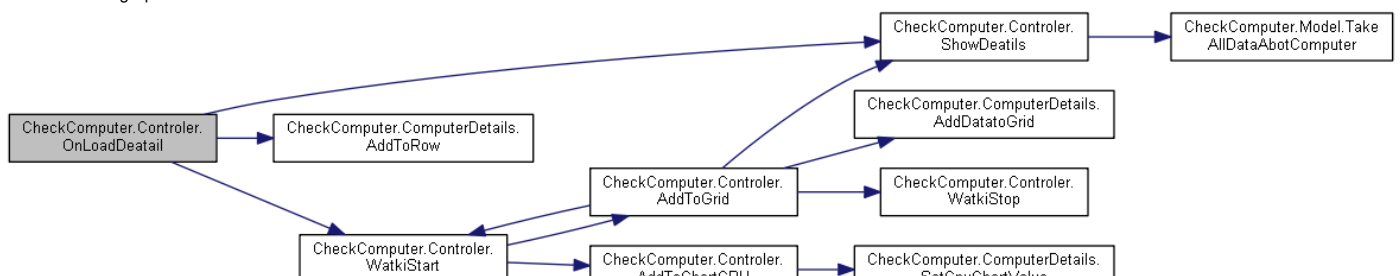 CheckComputer.Controler.
ShowDeatils
CheckComputer.Model.Take
AllDataAbotComputer
CheckComputer.ComputerDetails.
AddDatatoGrid
CheckComputer.Controler.
OnLoadDeatail
CheckComputer.ComputerDetails.
AddToRow
CheckComputer.Controler.
AddToGrid
CheckComputer.Controler.
WatkiStop
CheckComputer.Controler.
WatkiStart
CheckComputer.Controler.
CheckComputer.ComputerDetails.